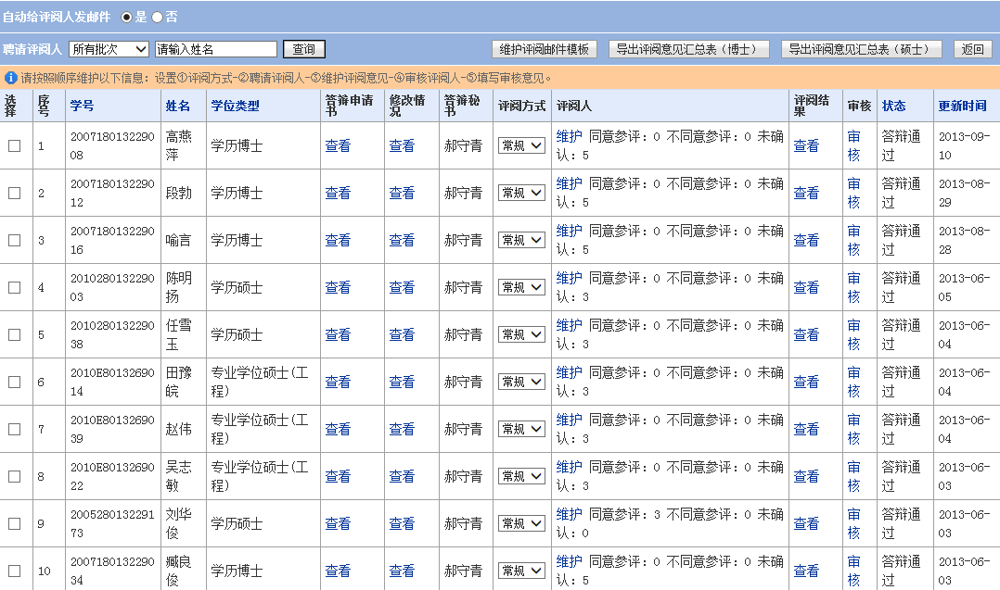 自动给评阅人发邮件 是 否
聘请评阅人 所有批次 请输入姓名 查询 维护评阅邮件模板 导出评阅意见汇总表（博士） 导出评阅意见汇总表（硕士） 返回
请按照顺序维护以下信息：设置①评阅方式-②聘请评阅人-③维护评阅意见-④审核评阅人-⑤填写审核意见。
选择 序号 学号 姓名 学位类型 答辩申请书 修改情况 答辩秘书 评阅方式 评阅人 评阅结果 审核 状态 更新时间
1 200718013229008 高燕萍 学历博士 查看 查看 郝守青 常规 维护 同意参评：0 不同意参评：0 未确认：5 查看 审核 答辩通过 2013-09-10
2 200718013229012 段勃 学历博士 查看 查看 郝守青 常规 维护 同意参评：0 不同意参评：0 未确认：5 查看 审核 答辩通过 2013-08-29
3 200718013229016 喻言 学历博士 查看 查看 郝守青 常规 维护 同意参评：0 不同意参评：0 未确认：5 查看 审核 答辩通过 2013-08-28
4 201028013229003 陈明扬 学历硕士 查看 查看 郝守青 常规 维护 同意参评：0 不同意参评：0 未确认：3 查看 审核 答辩通过 2013-06-05
5 201028013229038 任雪玉 学历硕士 查看 查看 郝守青 常规 维护 同意参评：0 不同意参评：0 未确认：3 查看 审核 答辩通过 2013-06-04
6 2010E8013269014 田豫皖 专业学位硕士(工程) 查看 查看 郝守青 常规 维护 同意参评：0 不同意参评：0 未确认：3 查看 审核 答辩通过 2013-06-04
7 2010E8013269039 赵伟 专业学位硕士(工程) 查看 查看 郝守青 常规 维护 同意参评：0 不同意参评：0 未确认：3 查看 审核 答辩通过 2013-06-04
8 2010E8013269022 吴志敏 专业学位硕士(工程) 查看 查看 郝守青 常规 维护 同意参评：0 不同意参评：0 未确认：3 查看 审核 答辩通过 2013-06-03
9 200528013229173 刘华俊 学历硕士 查看 查看 郝守青 常规 维护 同意参评：3 不同意参评：0 未确认：0 查看 审核 答辩通过 2013-06-03
10 200718013229034 臧良俊 学历博士 查看 查看 郝守青 常规 维护 同意参评：0 不同意参评：0 未确认：5 查看 审核 答辩通过 2013-06-03